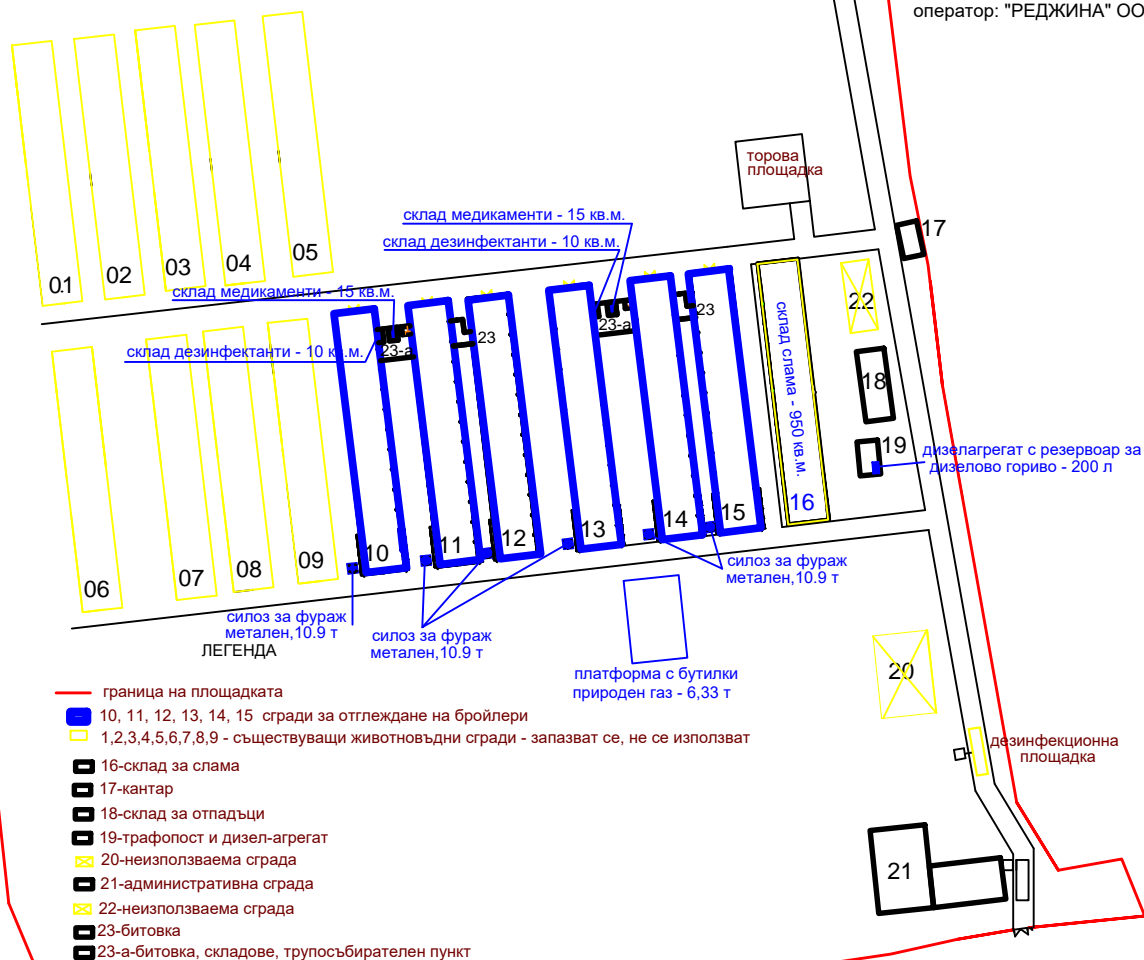 оператор: "РЕДЖИНА" ОО
торова
площадка
17
склад медикаменти - 15 кв.м.
склад дезинфектанти - 10 кв.м.
01
02
03
04
05
22
склад медикаменти - 15 кв.м.
23-а
23
23-а
23
склад дезинфектанти - 10 кв.м.
склад слама - 950 кв.м.
18
19
дизелагрегат с резервоар за
дизелово гориво - 200 л
16
06
07
08
09
10
11
12
13
14
15
силоз за фураж
метален,10.9 т
силоз за фураж
метален,10.9 т
силоз за фураж
метален,10.9 т
платформа с бутилки
природен газ - 6,33 т
20
дезинфекционна
площадка
21
ЛЕГЕНДА
граница на площадката
10, 11, 12, 13, 14, 15 сгради за отглеждане на бройлери
1,2,3,4,5,6,7,8,9 - съществуващи животновъдни сгради - запазват се, не се използват
16-склад за слама
17-кантар
18-склад за отпадъци
19-трафопост и дизел-агрегат
20-неизползваема сграда
21-административна сграда
22-неизползваема сграда
23-битовка
23-а-битовка, складове, трупосъбирателен пункт